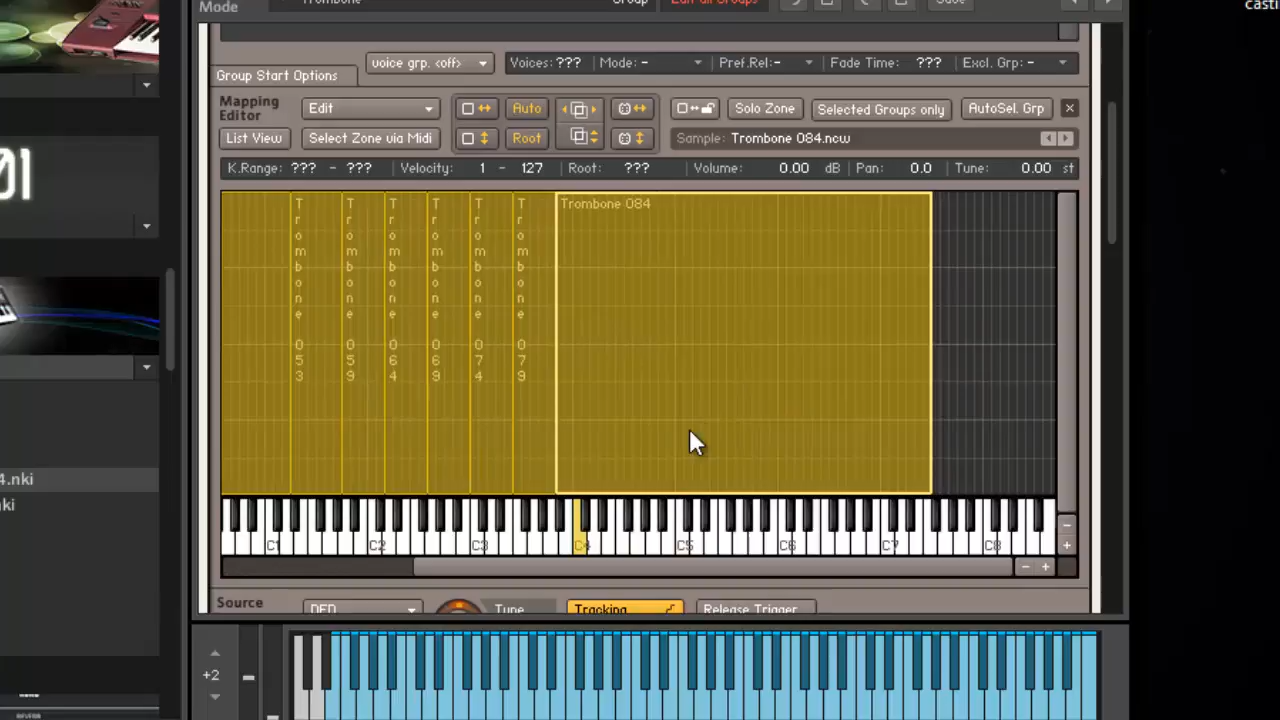 casti
Mode
Trombone
Group
Edit All Groups
Save
Group Start Options
voice grp. <off>
Voices: ???
Mode: -
Pref.Rel:-
Fade Time: ???
Excl. Grp: -
Mapping Editor
Edit
Auto
Solo Zone
Selected Groups only
AutoSel. Grp
List View
Select Zone via Midi
Root
Sample: Trombone 084.ncw
K.Range: ??? - ???
Velocity: 1 - 127
Root: ???
Volume: 0.00 dB
Pan: 0.0
Tune: 0.00 st
01
Trombone 053
Trombone 059
Trombone 064
Trombone 069
Trombone 074
Trombone 079
Trombone 084
4.nki
ki
C1 C2 C3 C4 C5 C6 C7 C8
Source
DFD
Tune
Tracking
Release Trigger
+2